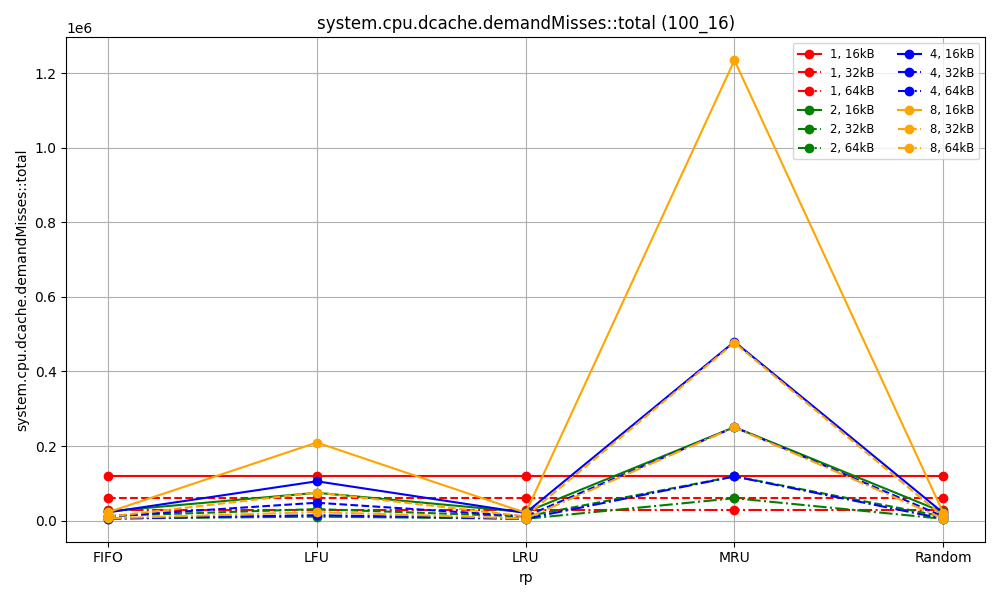 system.cpu.dcache.demandMisses::total (100_16)
1e6
1.2
1.0
0.8
0.6
0.4
0.2
0.0
system.cpu.dcache.demandMisses::total
1, 16kB
1, 32kB
1, 64kB
2, 16kB
2, 32kB
2, 64kB
4, 16kB
4, 32kB
4, 64kB
8, 16kB
8, 32kB
8, 64kB
FIFO
LFU
LRU
MRU
Random
rp